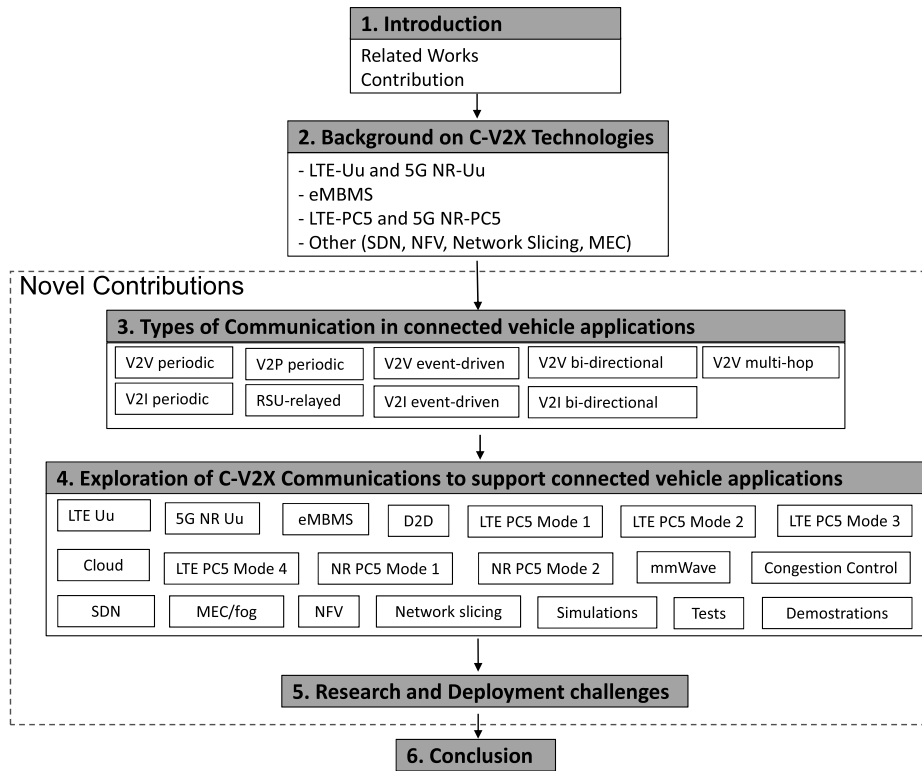 1. Introduction
Related Works
Contribution
2. Background on C-V2X Technologies
- LTE-Uu and 5G NR-Uu
- eMBMS
- LTE-PC5 and 5G NR-PC5
- Other (SDN, NFV, Network Slicing, MEC)
Novel Contributions
3. Types of Communication in connected vehicle applications
V2V periodic V2P periodic V2V event-driven V2V bi-directional V2V multi-hop
V2I periodic RSU-relayed V2I event-driven V2I bi-directional
4. Exploration of C-V2X Communications to support connected vehicle applications
LTE Uu 5G NR Uu eMBMS D2D LTE PC5 Mode 1 LTE PC5 Mode 2 LTE PC5 Mode 3
Cloud LTE PC5 Mode 4 NR PC5 Mode 1 NR PC5 Mode 2 mmWave Congestion Control
SDN MEC/fog NFV Network slicing Simulations Tests Demostrations
5. Research and Deployment challenges
6. Conclusion